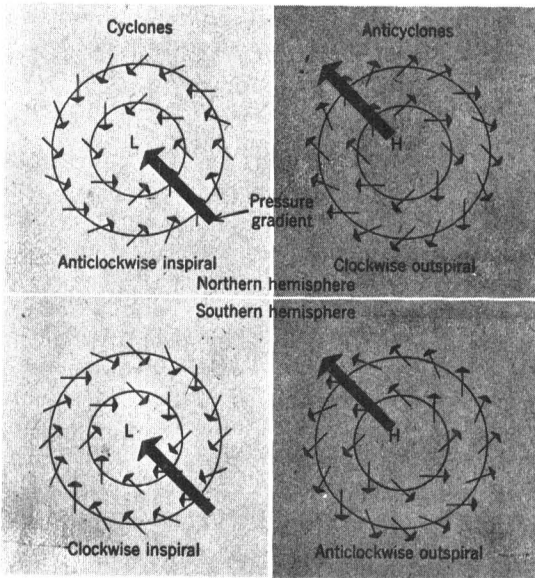 Cyclones
Anticyclones
L
H
Pressure
gradient
Anticlockwise inspiral
Clockwise outspiral
Northern hemisphere
Southern hemisphere
L
H
Clockwise inspiral
Anticlockwise outspiral